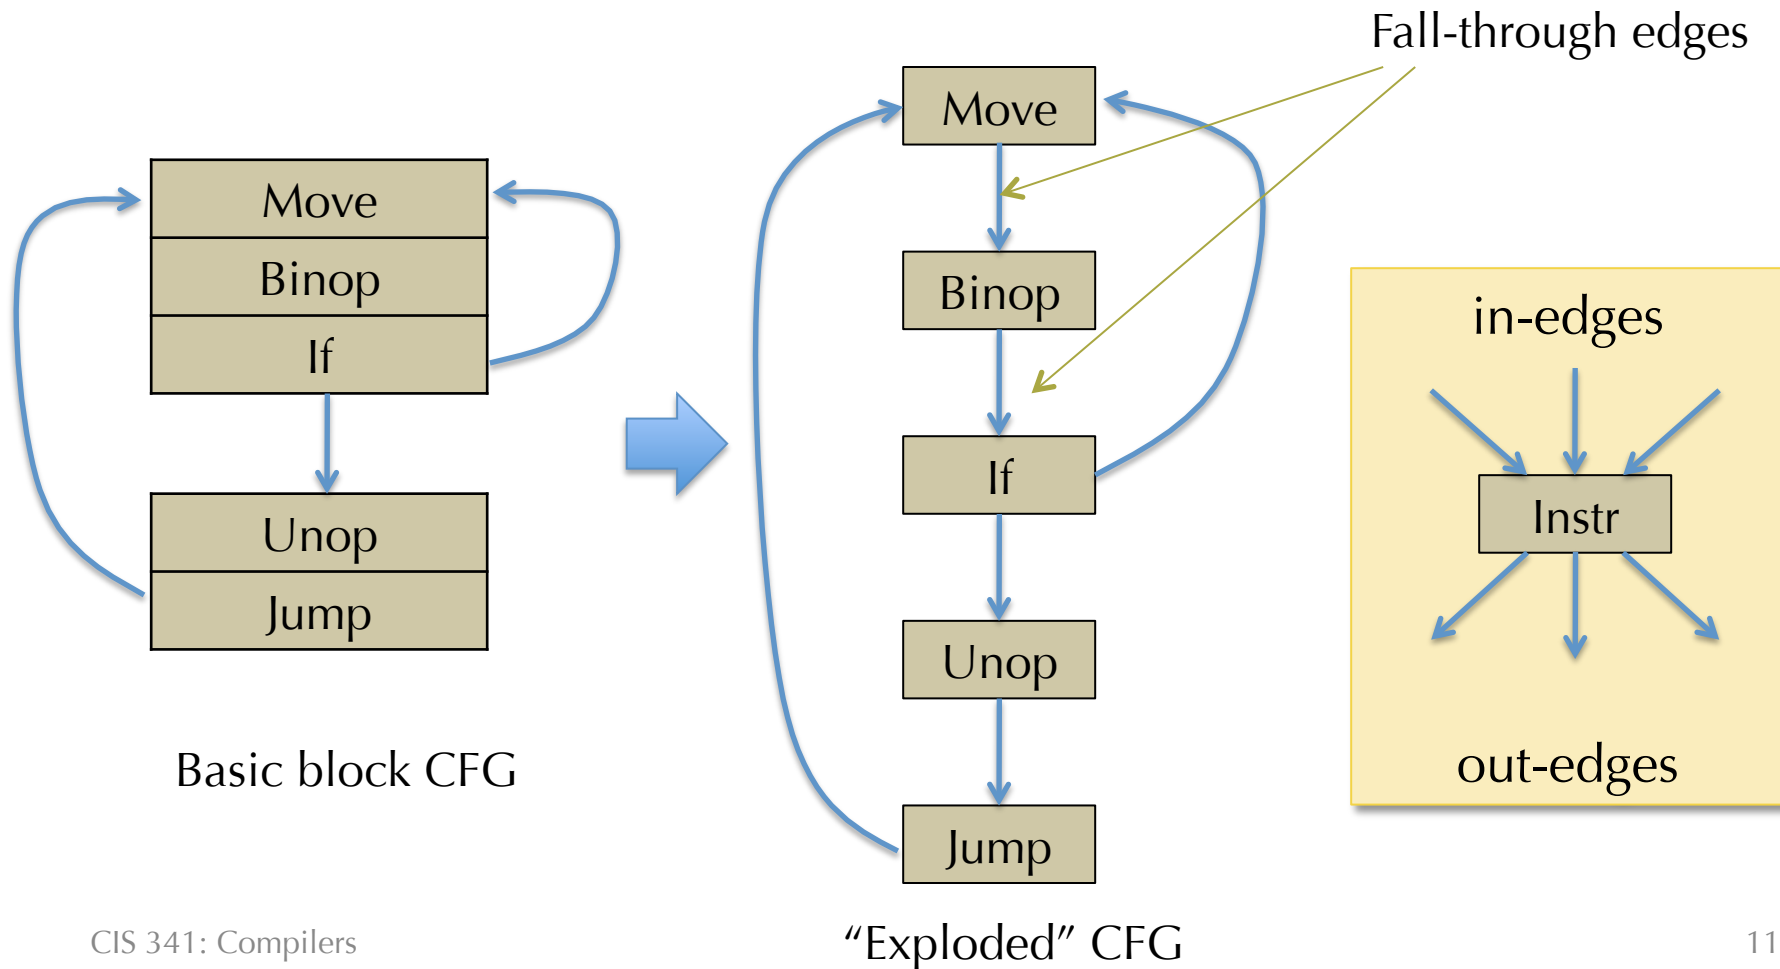 Fall-through edges
Move
Binop
If
Unop
Jump
Basic block CFG
Move
Binop
If
Unop
Jump
“Exploded” CFG
in-edges
Instr
out-edges
CIS 341: Compilers
11